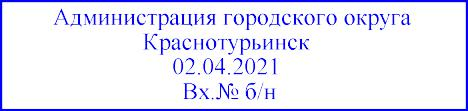 Администрация городского округа
Краснотурьинск
02.04.2021
Вх.№ б/н